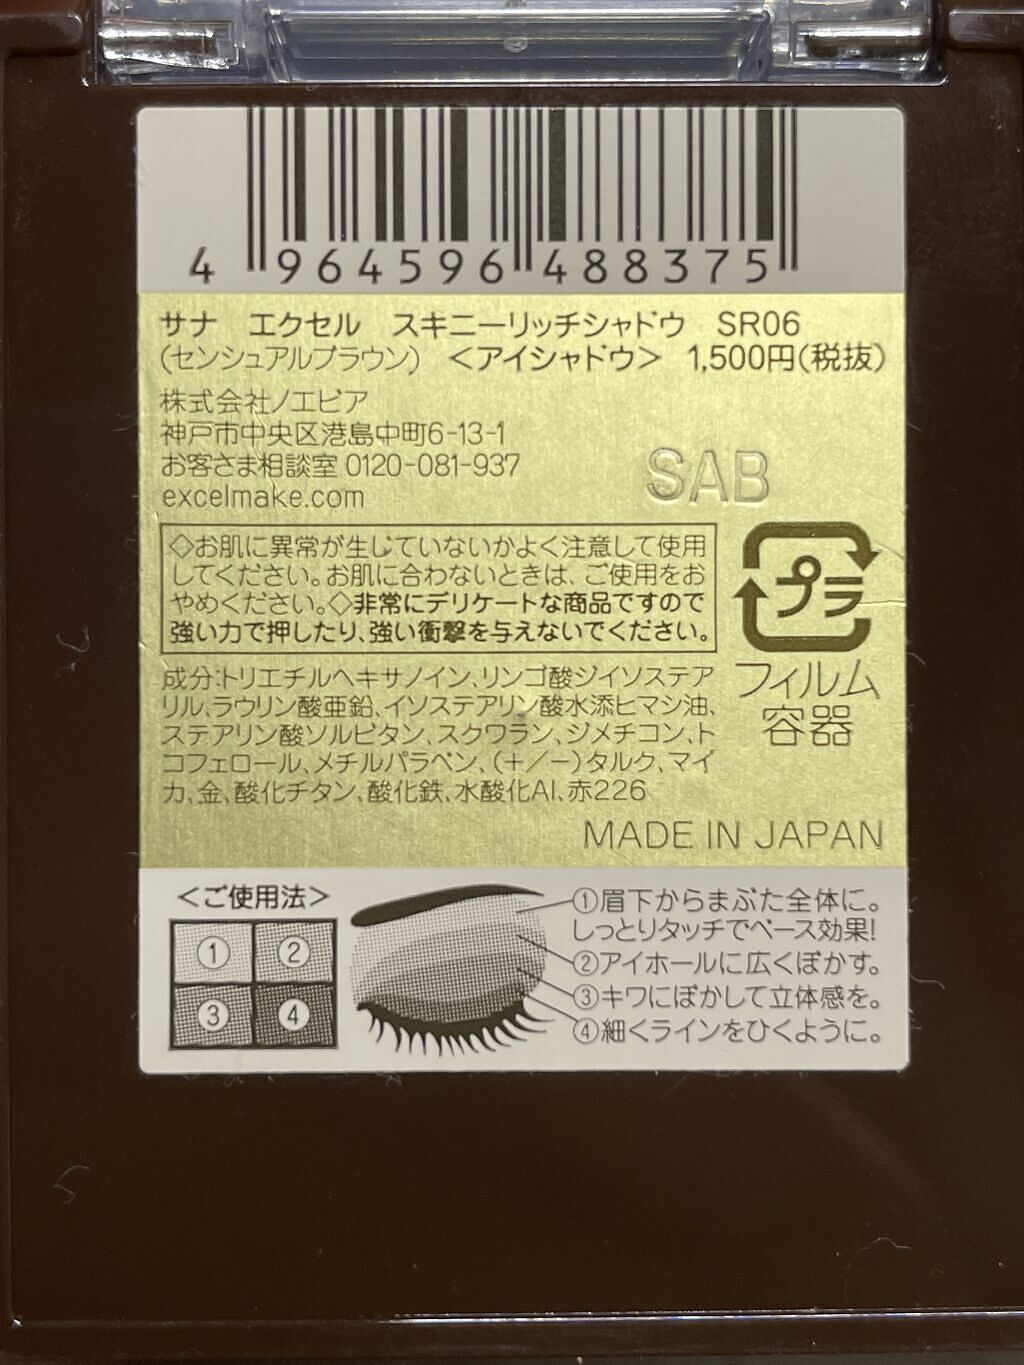 4 964596 488375
サナ エクセル スキニーリッチシャドウ SR06
(センシュアルブラウン) <アイシャドウ> 1,500円(税抜)
株式会社ノエビア
神戸市中央区港島中町6-13-1
お客さま相談室 0120-081-937
excelmake.com
SAB
◇お肌に異常が生じていないかよく注意して使用
してください。お肌に合わないときは、ご使用をお
やめください。◇非常にデリケートな商品ですので
強い力で押したり、強い衝撃を与えないでください。
プラ
フィルム
容器
成分:トリエチルヘキサノイン、リンゴ酸ジイソステア
リル、ラウリン酸亜鉛、イソステアリン酸水添ヒマシ油、
ステアリン酸ソルビタン、スクワラン、ジメチコン、ト
コフェロール、メチルパラベン、(+/-)タルク、マイ
カ、金、酸化チタン、酸化鉄、水酸化Al、赤226
MADE IN JAPAN
<ご使用法>
① ②
③ ④
①眉下からまぶた全体に。
しっとりタッチでベース効果!
②アイホールに広くぼかす。
③キワにぼかして立体感を。
④細くラインをひくように。